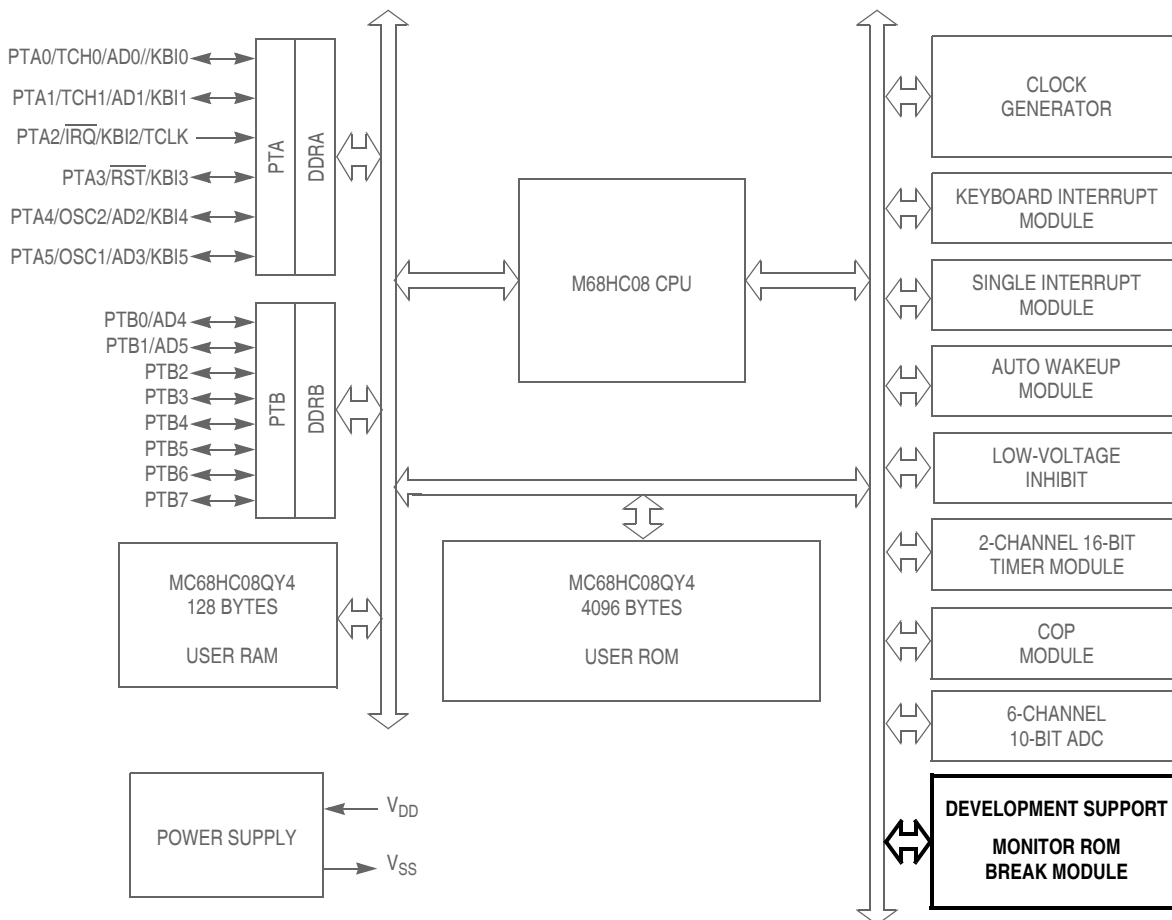 PTA0/TCH0/AD0//KBI0
PTA1/TCH1/AD1/KBI1
PTA2/IRQ/KBI2/TCLK
PTA3/RST/KBI3
PTA4/OSC2/AD2/KBI4
PTA5/OSC1/AD3/KBI5
PTA
DDRA
PTB0/AD4
PTB1/AD5
PTB2
PTB3
PTB4
PTB5
PTB6
PTB7
PTB
DDRB
MC68HC08QY4
128 BYTES
USER RAM
POWER SUPPLY
VDD
VSS
M68HC08 CPU
MC68HC08QY4
4096 BYTES
USER ROM
CLOCK
GENERATOR
KEYBOARD INTERRUPT
MODULE
SINGLE INTERRUPT
MODULE
AUTO WAKEUP
MODULE
LOW-VOLTAGE
INHIBIT
2-CHANNEL 16-BIT
TIMER MODULE
COP
MODULE
6-CHANNEL
10-BIT ADC
DEVELOPMENT SUPPORT
MONITOR ROM
BREAK MODULE